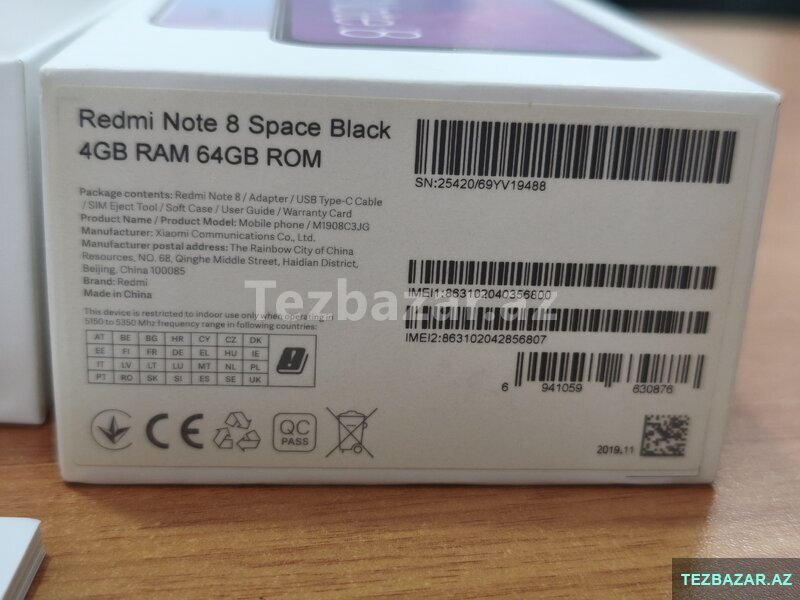 Redmi Note 8 Space Black
4GB RAM 64GB ROM
Package contents: Redmi Note 8 / Adapter / USB Type-C Cable
/ SIM Eject Tool / Soft Case / User Guide / Warranty Card
Product Name / Product Model: Mobile phone / M1908C3JG
Manufacturer: Xiaomi Communications Co., Ltd.
Manufacturer postal address: The Rainbow City of China
Resources, NO. 68, Qinghe Middle Street, Haidian District,
Beijing, China 100085
Brand: Redmi
Made in China
This device is restricted to indoor use only when operating in
5150 to 5350 Mhz frequency range in following countries:
AT BE BG HR CY CZ DK
EE FI FR DE EL HU IE
IT LV LT LU MT NL PL
PT RO SK SI ES SE UK
CE
QC
PASS
SN:25420/69YV19488
IMEI1:863102040356800
IMEI2:863102042856807
6 941059 630876
2019.11
Tezbazar.az
TEZBAZAR.AZ